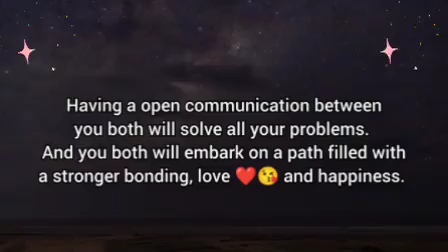 Having a open communication between
you both will solve all your problems.
And you both will embark on a path filled with
a stronger bonding, love ❤️😘 and happiness.